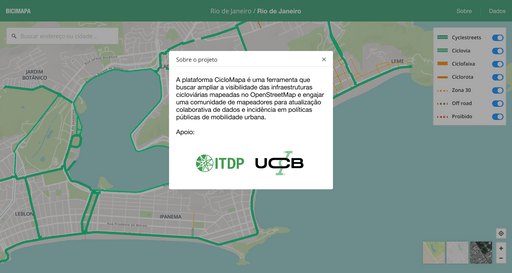 BICIMAPA
Rio de Janeiro / Rio de Janeiro
Sobre
Dados
Buscar endereço ou cidade...
JARDIM
BOTÂNICO
LEBLON
IPANEMA
LEME
Cyclestreets
Ciclovia
Ciclofaixa
Ciclorota
Zona 30
Off road
Proibido
Sobre o projeto
×
A plataforma CicloMapa é uma ferramenta que
buscar ampliar a visibilidade das infraestruturas
cicloviárias mapeadas no OpenStreetMap e engajar
uma comunidade de mapeadores para atualização
colaborativa de dados e incidência em políticas
públicas de mobilidade urbana.
Apoio:
ITDP
UCB
+
−